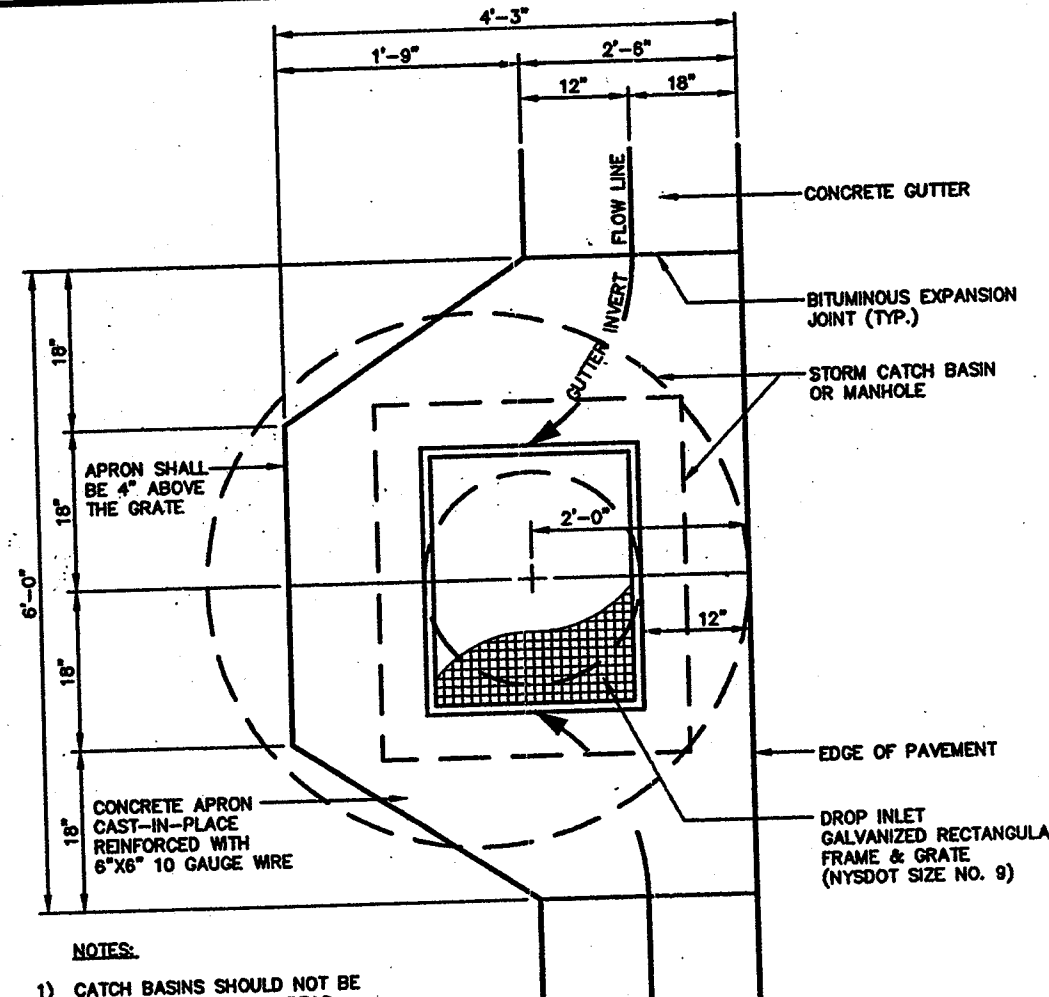 4'-3"
1'-9"
2'-6"
12"
18"
FLOW LINE
CONCRETE GUTTER
GUTTER INVERT
BITUMINOUS EXPANSION
JOINT (TYP.)
18"
STORM CATCH BASIN
OR MANHOLE
APRON SHALL
BE 4" ABOVE
THE GRATE
18"
2'-0"
6'-0"
12"
18"
EDGE OF PAVEMENT
CONCRETE APRON
CAST-IN-PLACE
REINFORCED WITH
6"X6" 10 GAUGE WIRE
18"
DROP INLET
GALVANIZED RECTANGULA
FRAME & GRATE
(NYSDOT SIZE NO. 9)
NOTES:
1) CATCH BASINS SHOULD NOT BE